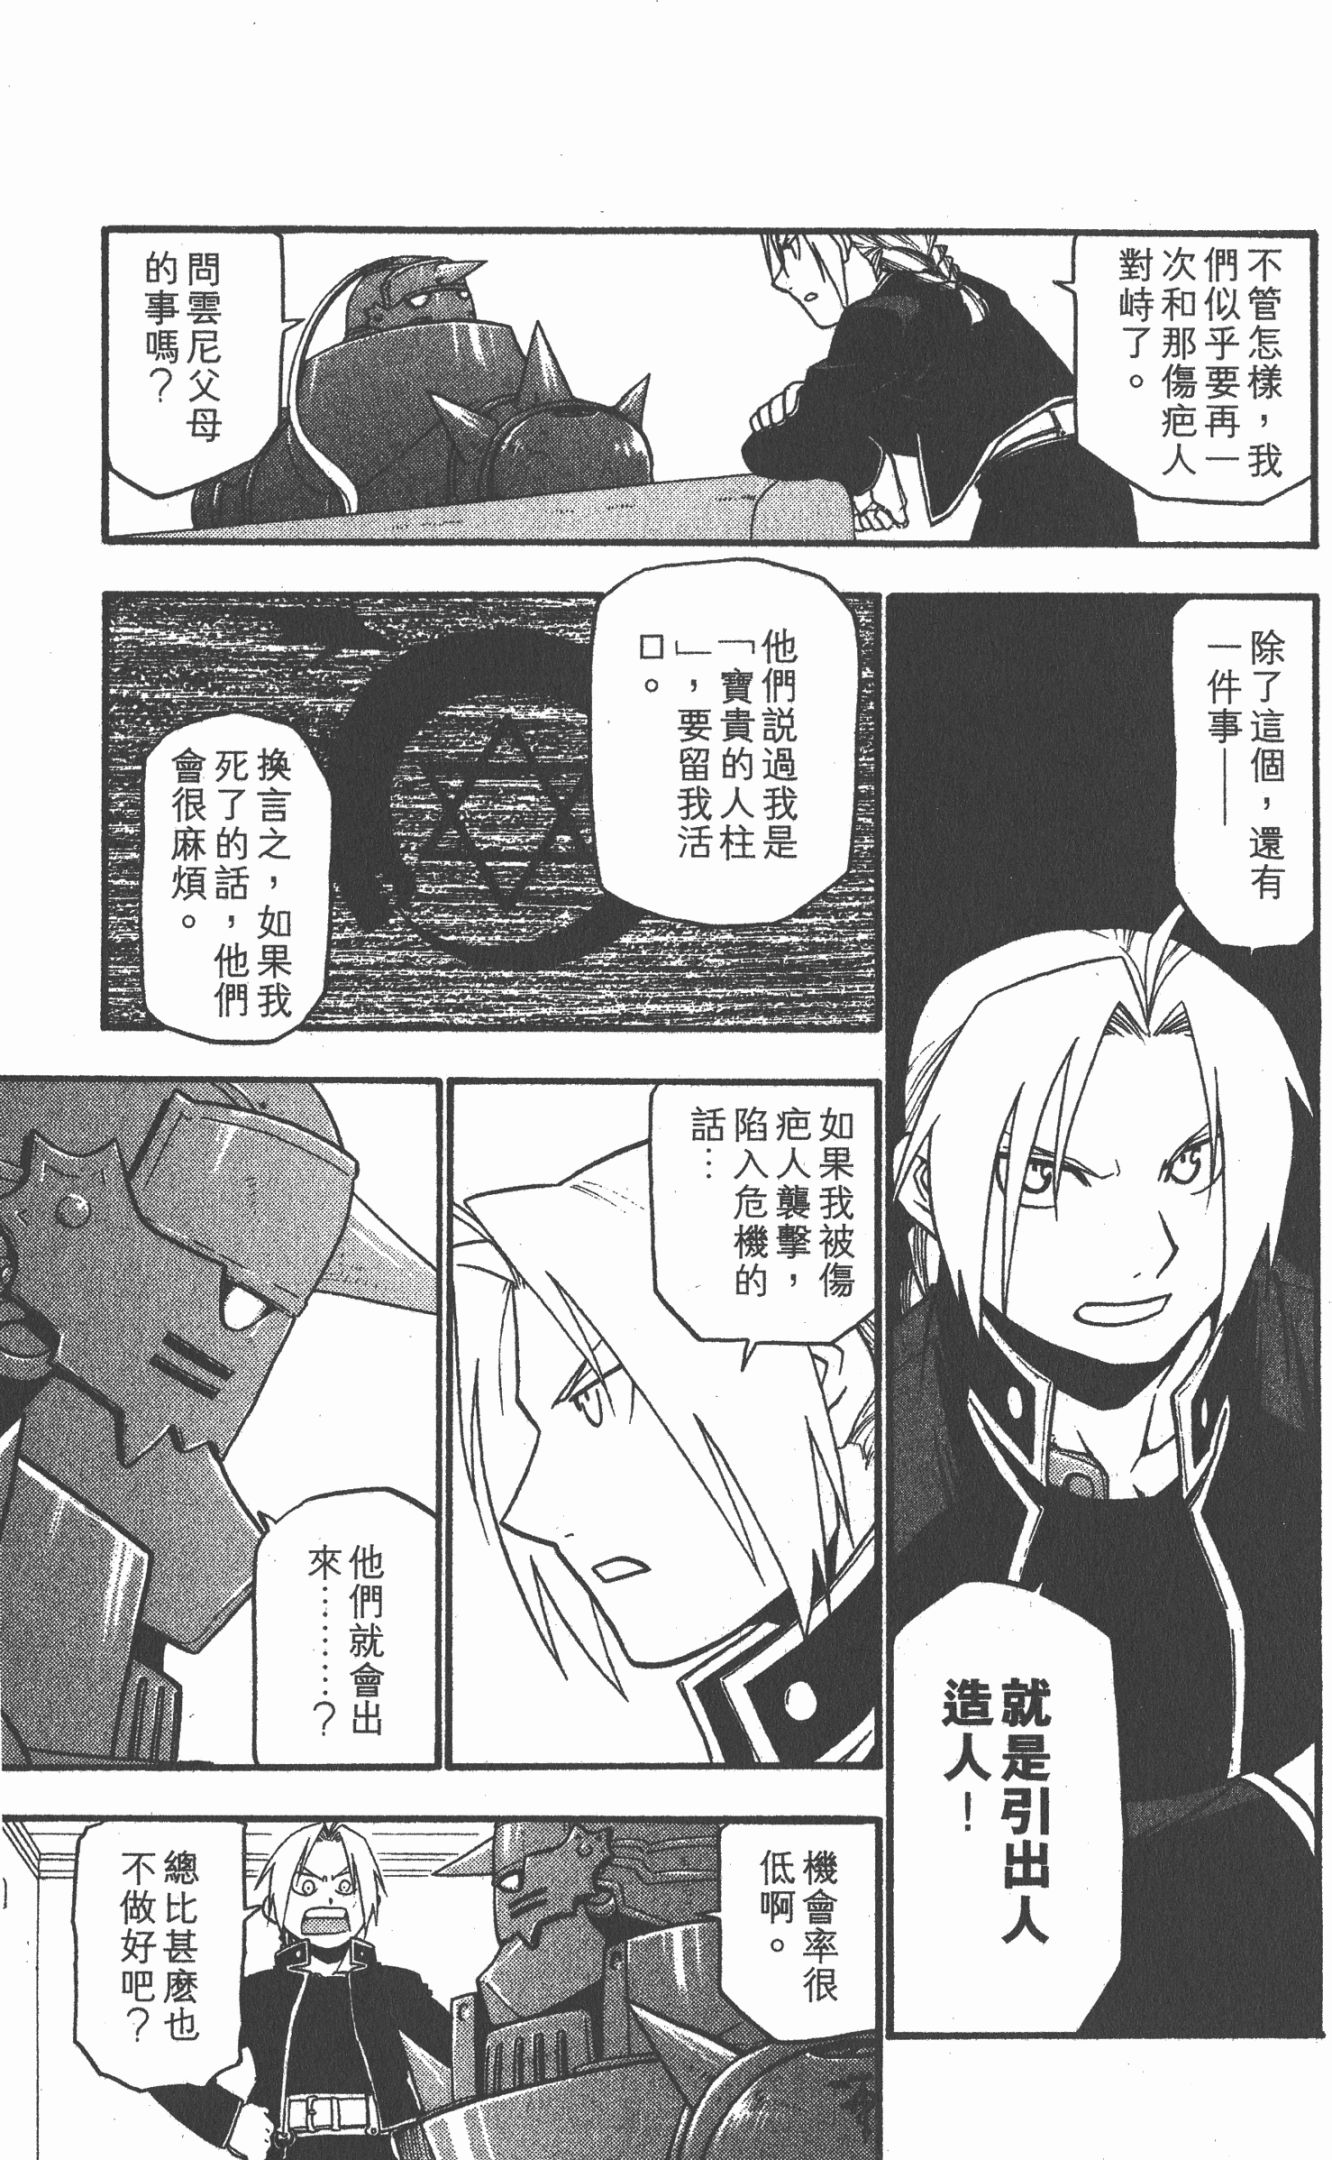 不管怎樣，我
們似乎要再一
次和那傷疤人
對峙了。
問雲尼父母
的事嗎？
除了這個，還有
一件事——
就是引出人
造人！
他們説過我是
「寶貴的人柱
」，要留我活
口。
換言之，如果我
死了的話，他們
會很麻煩。
如果我被傷
疤人襲擊，
陷入危機的
話…
他們就會出
來………？
機會率很
低啊。
總比甚麼也
不做好吧？